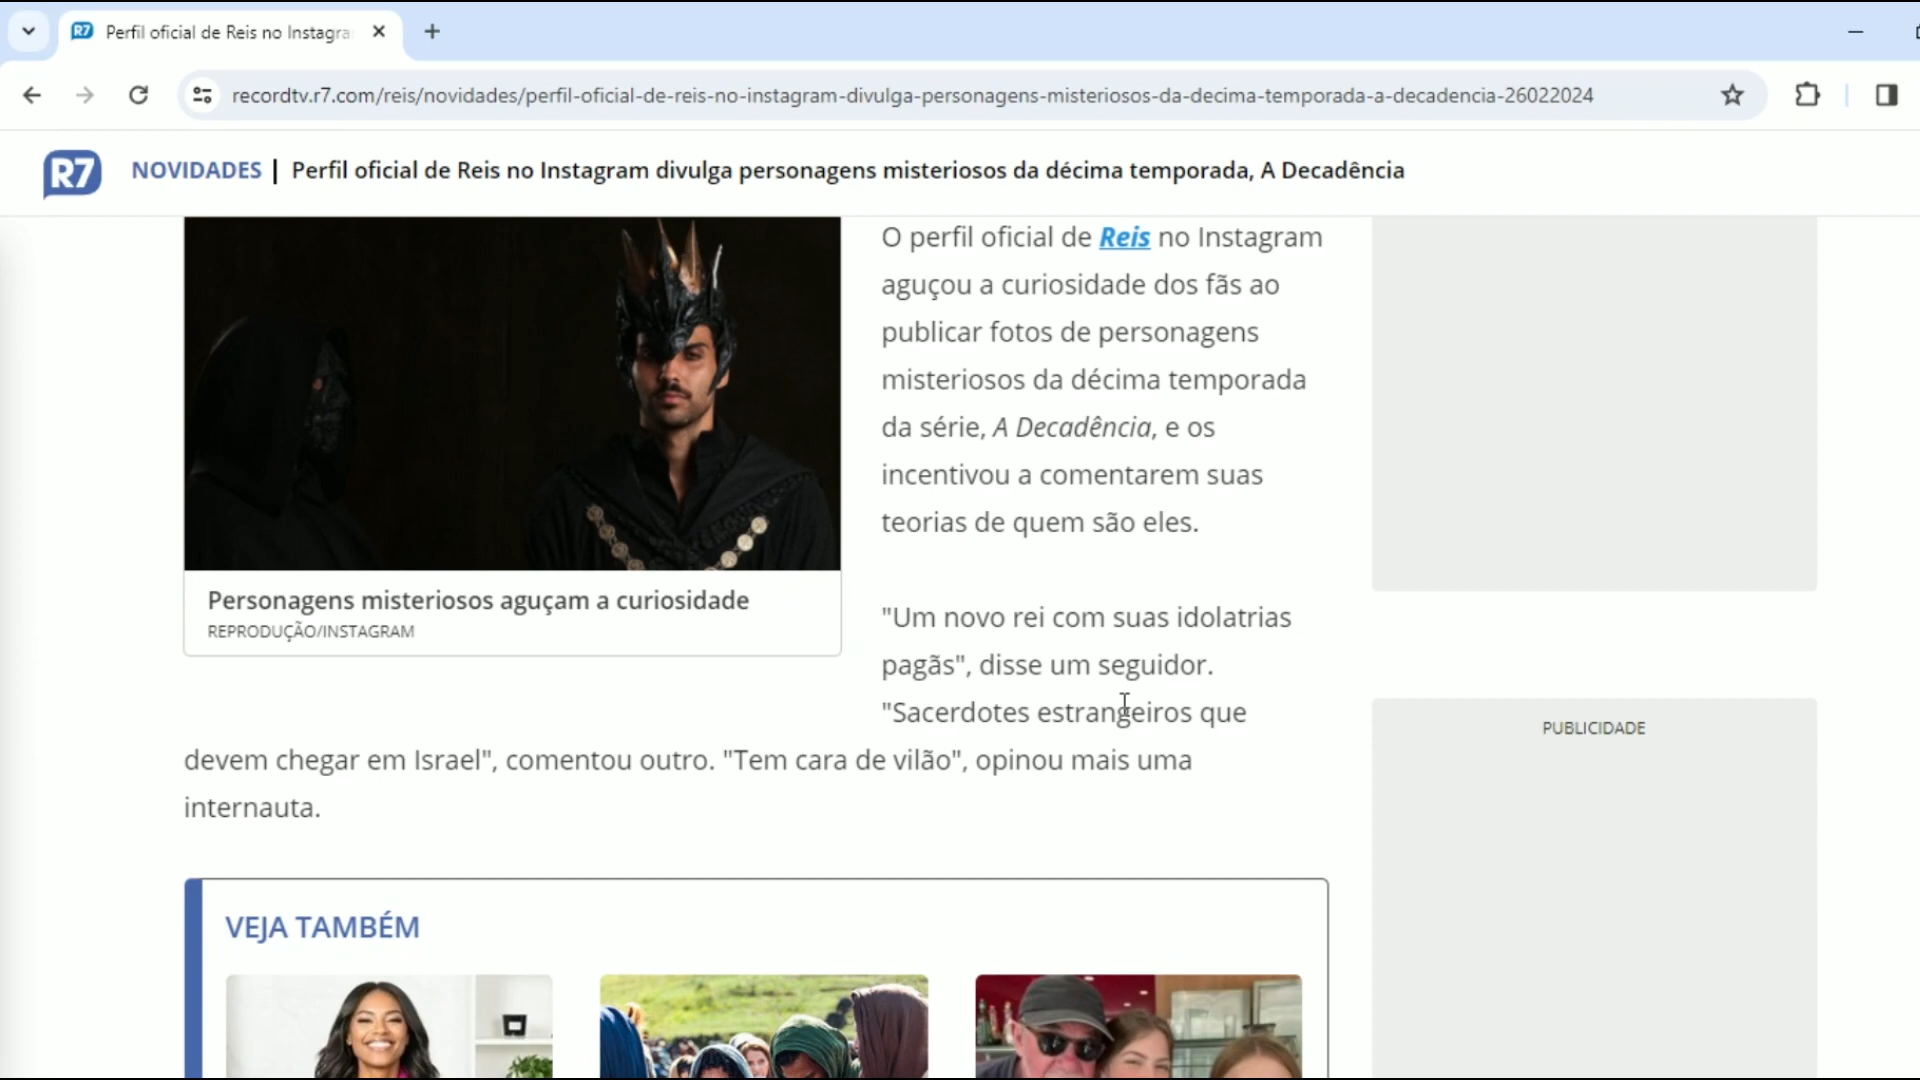 R7 Perfil oficial de Reis no Instagra
recordtv.r7.com/reis/novidades/perfil-oficial-de-reis-no-instagram-divulga-personagens-misteriosos-da-decima-temporada-a-decadencia-26022024
R7 NOVIDADES | Perfil oficial de Reis no Instagram divulga personagens misteriosos da décima temporada, A Decadência
O perfil oficial de Reis no Instagram
aguçou a curiosidade dos fãs ao
publicar fotos de personagens
misteriosos da décima temporada
da série, A Decadência, e os
incentivou a comentarem suas
teorias de quem são eles.
Personagens misteriosos aguçam a curiosidade
REPRODUÇÃO/INSTAGRAM
"Um novo rei com suas idolatrias
pagãs", disse um seguidor.
"Sacerdotes estrangeiros que
devem chegar em Israel", comentou outro. "Tem cara de vilão", opinou mais uma
internauta.
PUBLICIDADE
VEJA TAMBÉM